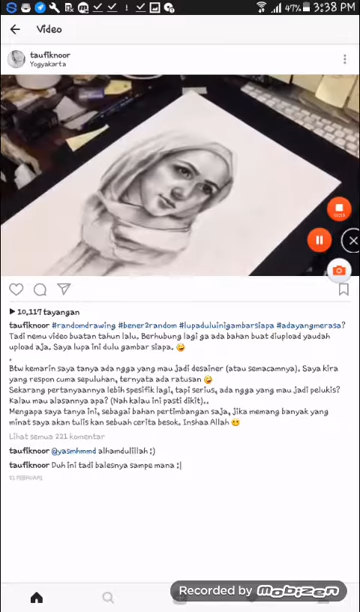 47% 3:38 PM
Video
taufiknoor
Yogyakarta
10,117 tayangan
taufiknoor #randomdrawing #bener2random #lupaduluinigambarsiapa #adayangmerasa?
Tadi nemu video buatan tahun lalu. Berhubung lagi ga ada bahan buat diupload yaudah
upload aja. Saya lupa ini dulu gambar siapa.
.
Btw kemarin saya tanya ada ngga yang mau jadi desainer (atau semacamnya). Saya kira
yang respon cuma sepuluhan, ternyata ada ratusan
Sekarang pertanyaannya lebih spesifik lagi, tapi serius, ada ngga yang mau jadi pelukis?
Kalau mau alasannya apa? (Nah kalau ini pasti dikit)..
Mengapa saya tanya ini, sebagai bahan pertimbangan saja, jika memang banyak yang
minat saya akan tulis kan sebuah cerita besok. Inshaa Allah
Lihat semua 221 komentar
taufiknoor @yasmhmmd alhamdulillah :')
taufiknoor Duh ini tadi balesnya sampe mana :'|
22 FEBRUARI
Recorded by MOBIZEN